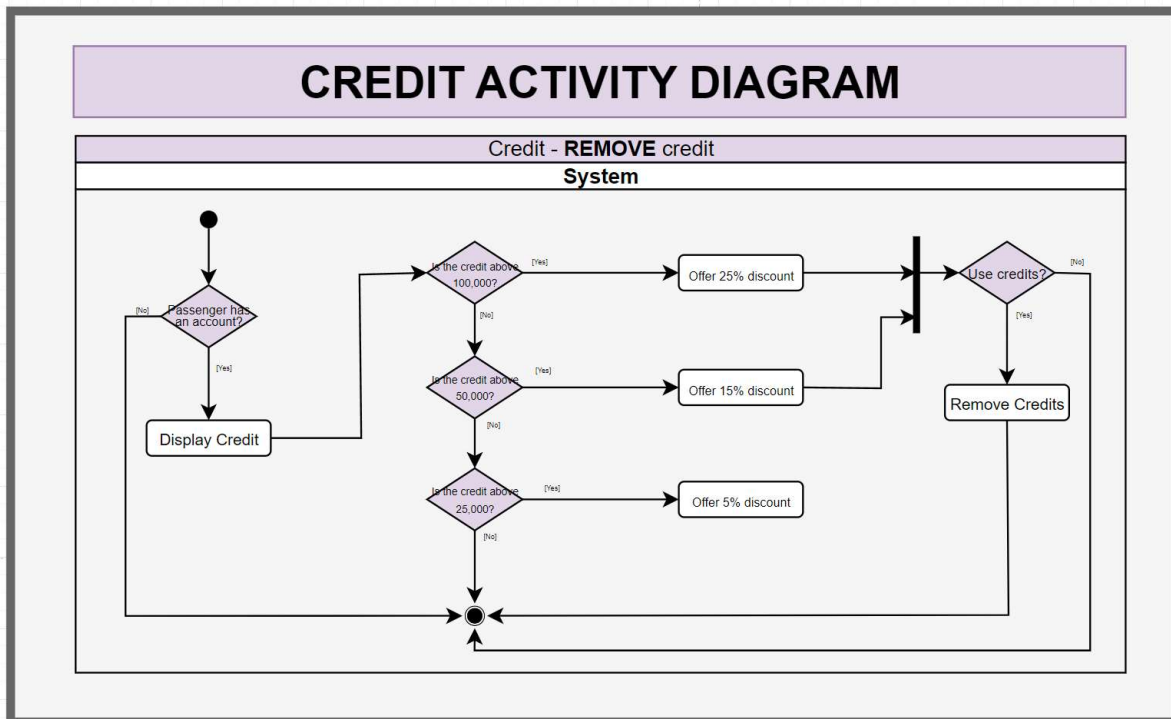 CREDIT ACTIVITY DIAGRAM
Credit - REMOVE credit
System
[No]
Passenger has
an account?
[Yes]
Display Credit
Is the credit above
100,000?
[Yes]
Offer 25% discount
[No]
Is the credit above
50,000?
[Yes]
Offer 15% discount
[No]
Is the credit above
25,000?
[Yes]
Offer 5% discount
[No]
Use credits?
[No]
[Yes]
Remove Credits